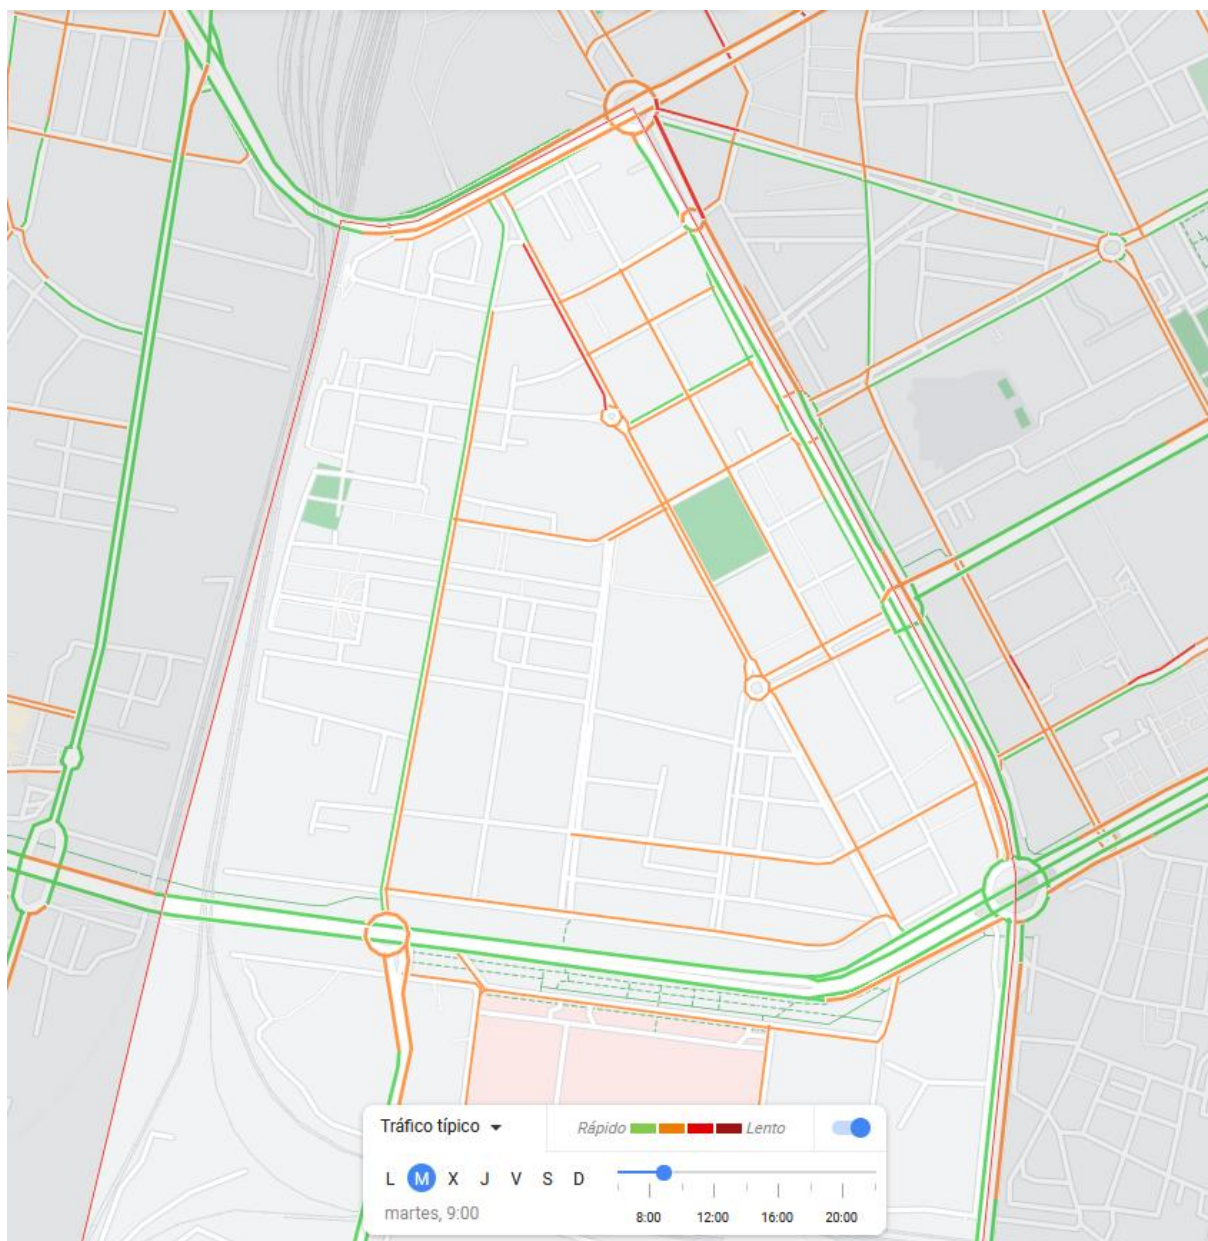 Tráfico típico
Rápido Lento
L M X J V S D
martes, 9:00
8:00 12:00 16:00 20:00